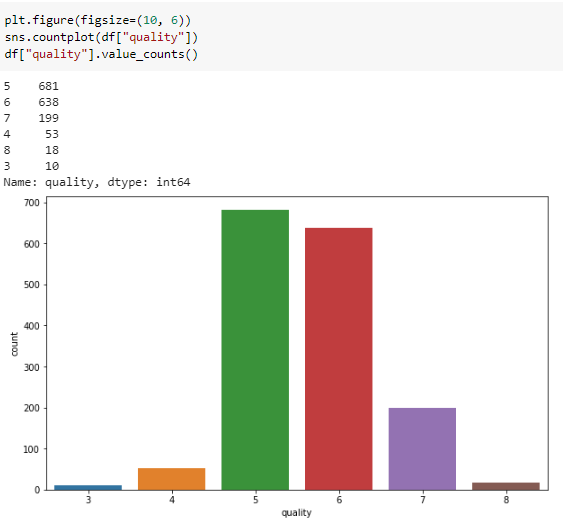 plt.figure(figsize=(10, 6))
sns.countplot(df["quality"])
df["quality"].value_counts()
5 681
6 638
7 199
4 53
8 18
3 10
Name: quality, dtype: int64
700
600
500
400
300
200
100
0
count
3 4 5 6 7 8
quality